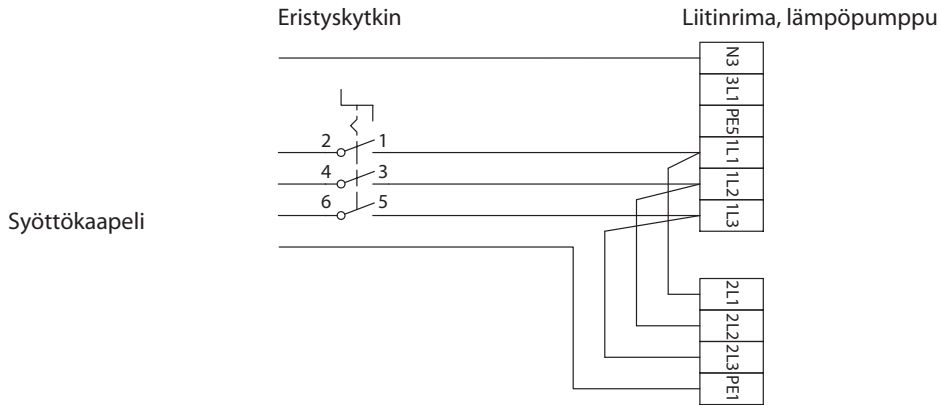 Eristyskytkin
Liitinrima, lämpöpumppu
N3
3L1
PE5
2 1
1L1
4 3
1L2
6 5
1L3
Syöttökaapeli
2L1
2L2
2L3
PE1